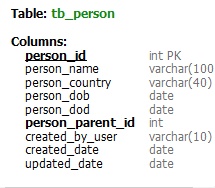 Table: tb_person
Columns:
person_id int PK
person_name varchar(100
person_country varchar(40)
person_dob date
person_dod date
person_parent_id int
created_by_user varchar(10)
created_date date
updated_date date